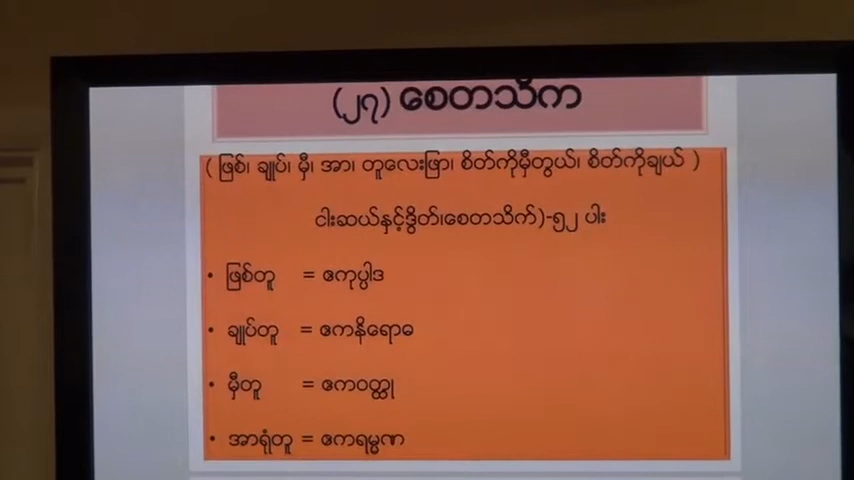 (၂၇) စေတသိက
( ဖြစ်၊ ချုပ်၊ မှီ၊ အာ၊ တူလေးဖြာ၊ စိတ်ကိုမှီတွယ်၊ စိတ်ကိုချယ် )
ငါးဆယ်နှင့်ဒွိတ်၊စေတသိက်)-၅၂ ပါး
• ဖြစ်တူ = ဧကုပ္ပါဒ
• ချုပ်တူ = ဧကနိရောဓ
• မှီတူ = ဧကဝတ္ထု
• အာရုံတူ = ဧကရမ္မဏ